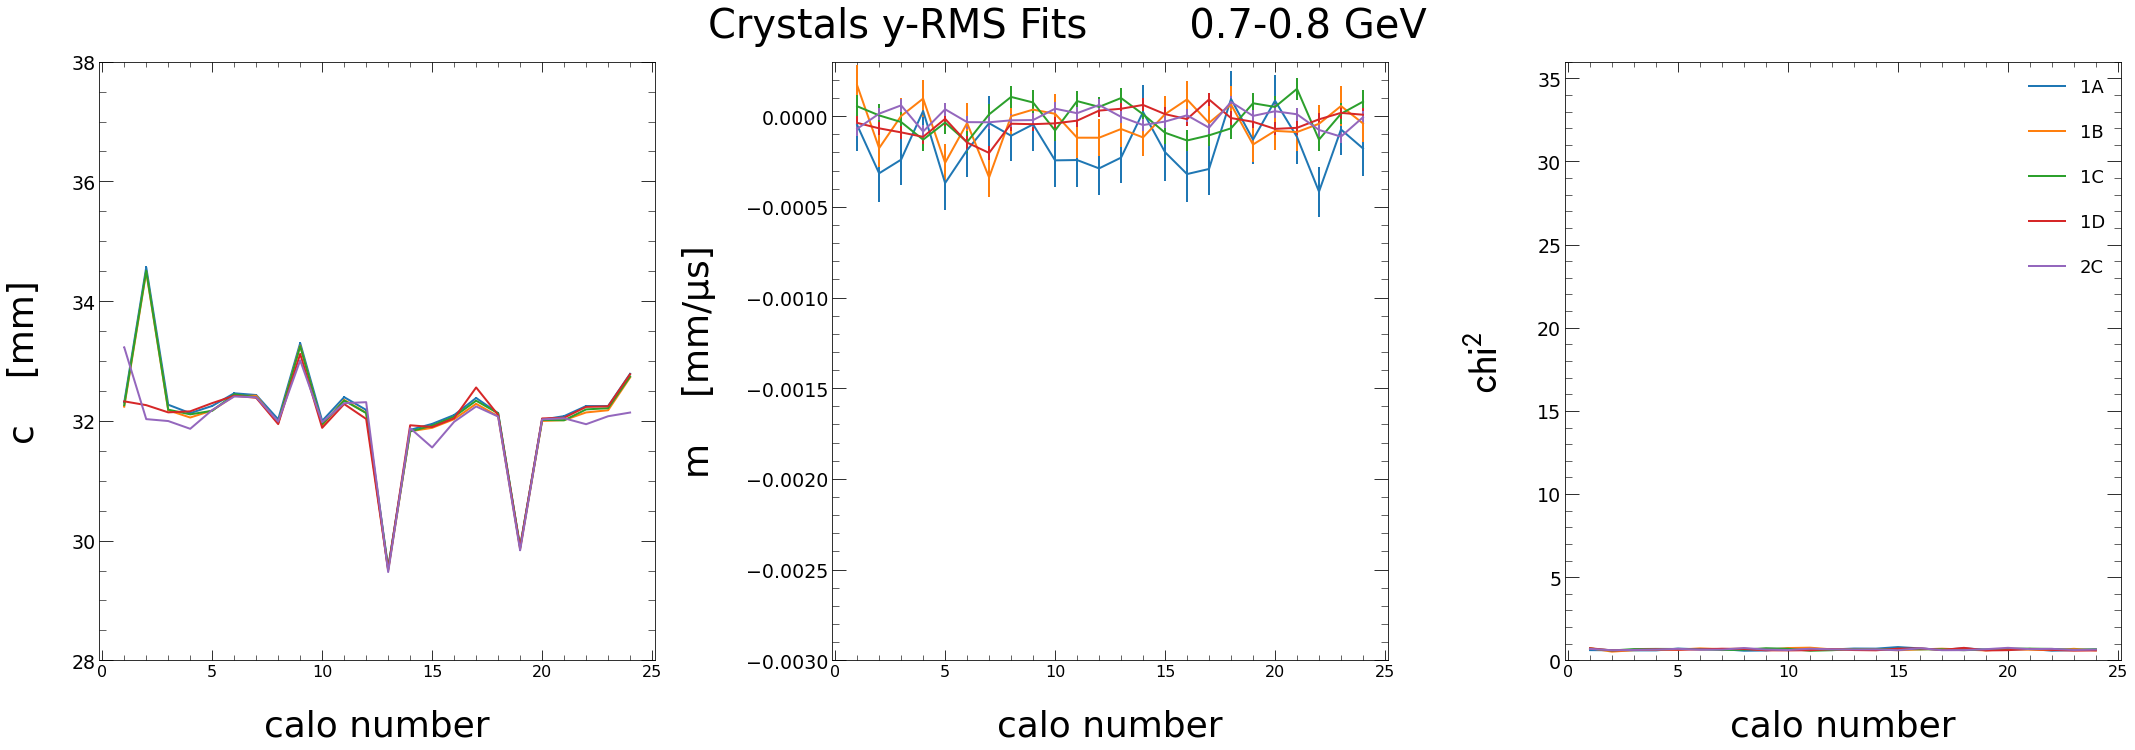 Crystals y-RMS Fits 0.7-0.8 GeV
38
36
34
32
30
28
0 5 10 15 20 25
c [mm]
calo number
0.0000
−0.0005
−0.0010
−0.0015
−0.0020
−0.0025
−0.0030
0 5 10 15 20 25
m [mm/µs]
calo number
35
30
25
20
15
10
5
0
0 5 10 15 20 25
chi²
calo number
1A
1B
1C
1D
2C